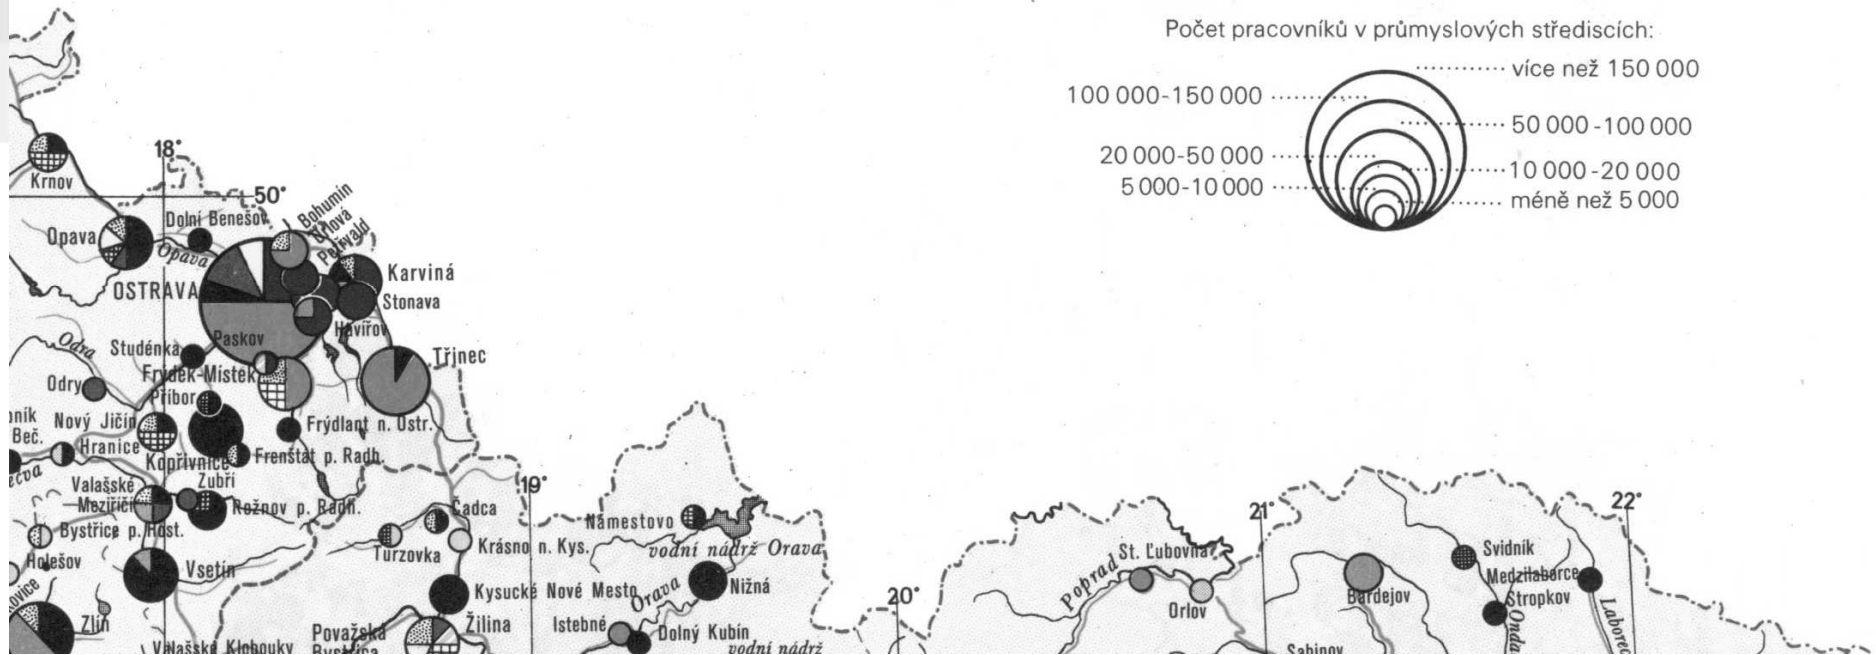 Počet pracovníků v průmyslových střediscích:
více než 150 000
100 000-150 000
50 000-100 000
20 000-50 000
10 000-20 000
5 000-10 000
méně než 5 000
18°
Krnov
50°
Bohumín
Orlová
Petřvald
Dolní Benešov
Opava
Opava
Karviná
OSTRAVA
Stonava
Havířov
Paskov
Odra
Studénka
Třinec
Frýdek-Místek
Odry
Příbor
Nový Jičín
Frýdlant n. Ostr.
Beč.
Hranice
Kopřivnice
Frenštát p. Radh.
Zubří
Valašské
Meziříčí
Rožnov p. Radh.
19°
Čadca
22°
21°
Námestovo
Bystřice p. Host.
Turzovka
Krásno n. Kys.
vodní nádrž Orava
St. Ľubovňa
Svidník
Holešov
Vsetín
Poprad
Medzilaborce
Kysucké Nové Mesto
Orava
Nižná
20°
Orlov
Bardejov
Stropkov
Laborec
Zlín
Považská
Bystrica
Žilina
Istebné
Dolný Kubín
Onda
Valašské Klobouky
vodní nádrž
Sabinov